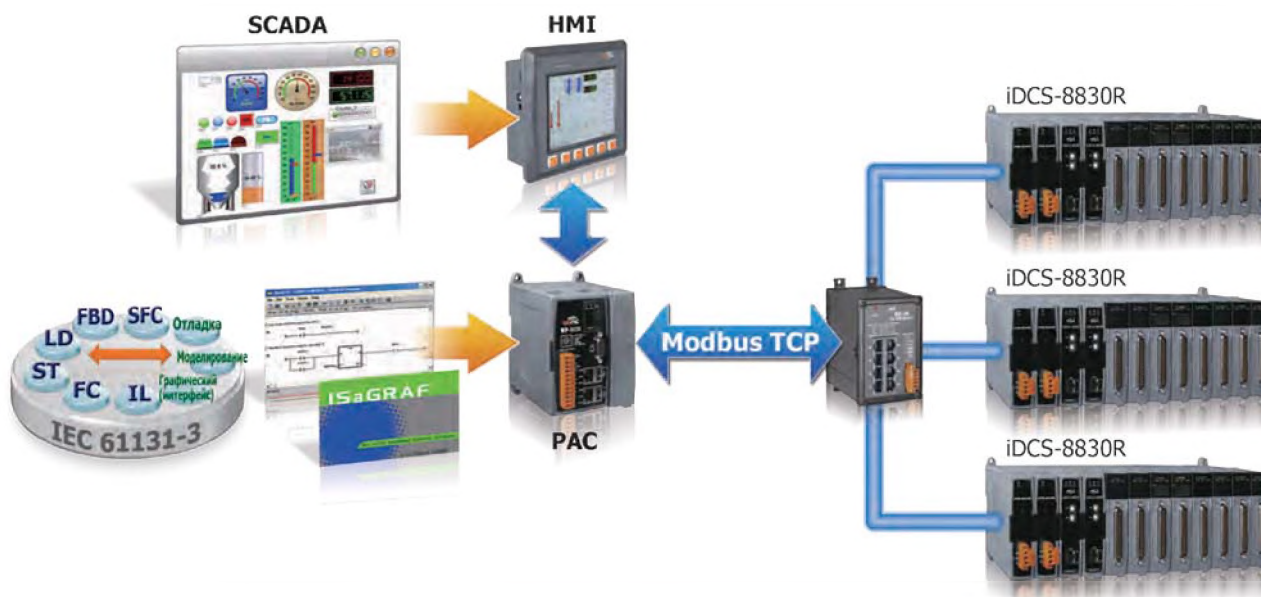 SCADA
HMI
iDCS-8830R
iDCS-8830R
iDCS-8830R
FBD
SFC
Отладка
LD
Моделирование
ST
Графический
(интерфейс)
FC
IL
IEC 61131-3
ISaGRAF
PAC
Modbus TCP